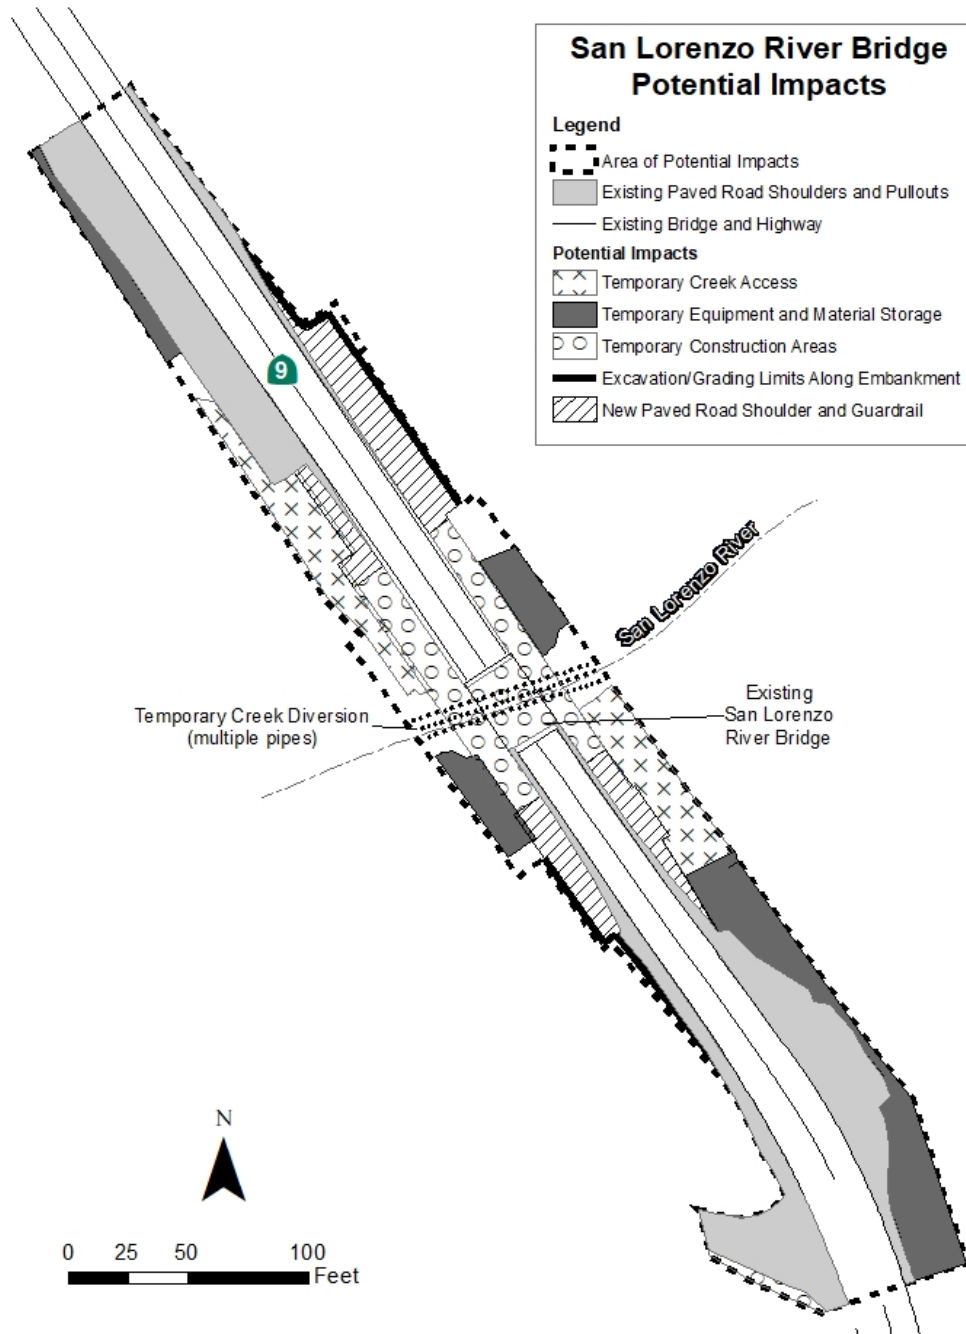 San Lorenzo River Bridge
Potential Impacts
Legend
Area of Potential Impacts
Existing Paved Road Shoulders and Pullouts
Existing Bridge and Highway
Potential Impacts
Temporary Creek Access
Temporary Equipment and Material Storage
Temporary Construction Areas
Excavation/Grading Limits Along Embankment
New Paved Road Shoulder and Guardrail
9
San Lorenzo River
Existing
San Lorenzo
River Bridge
Temporary Creek Diversion
(multiple pipes)
N
0 25 50 100
Feet